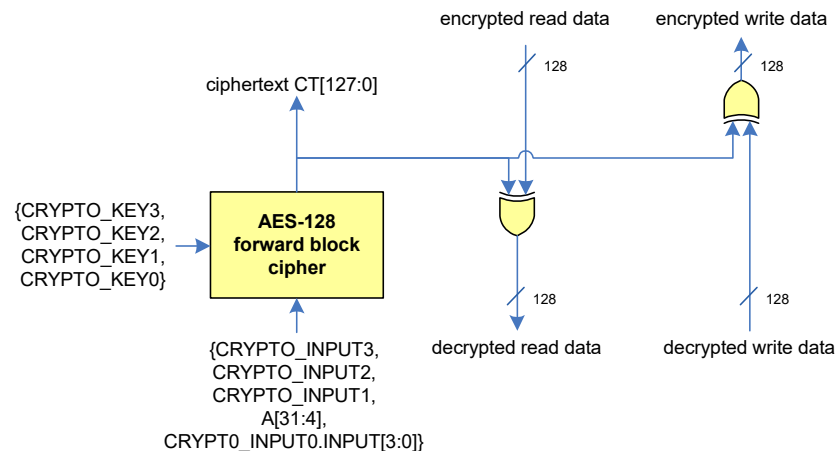 encrypted read data
encrypted write data
128
128
ciphertext CT[127:0]
{CRYPTO_KEY3,
CRYPTO_KEY2,
CRYPTO_KEY1,
CRYPTO_KEY0}
AES-128
forward block
cipher
128
128
{CRYPTO_INPUT3,
CRYPTO_INPUT2,
CRYPTO_INPUT1,
A[31:4],
CRYPT0_INPUT0.INPUT[3:0]}
decrypted read data
decrypted write data